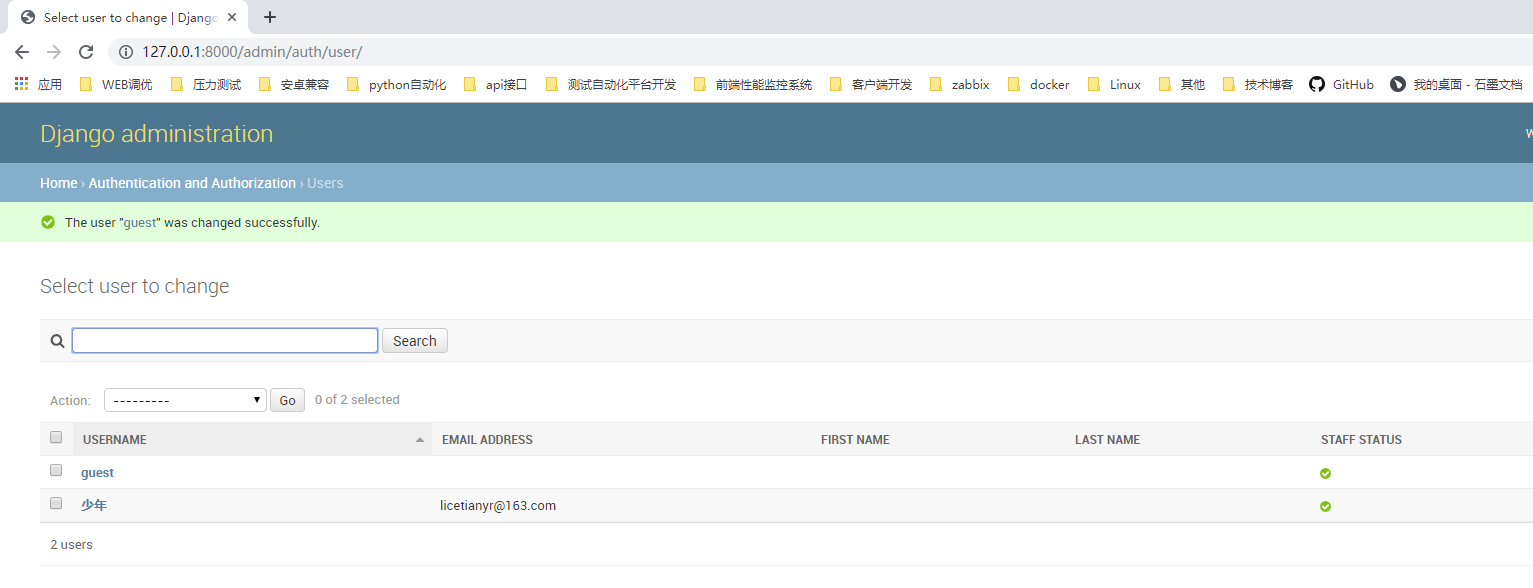 Select user to change | Django
127.0.0.1:8000/admin/auth/user/
应用 WEB调优 压力测试 安卓兼容 python自动化 api接口 测试自动化平台开发 前端性能监控系统 客户端开发 zabbix docker Linux 其他 技术博客 GitHub 我的桌面 - 石墨文档
Django administration W
Home › Authentication and Authorization › Users
The user "guest" was changed successfully.
Select user to change
Search
Action: --------- Go 0 of 2 selected
USERNAME EMAIL ADDRESS FIRST NAME LAST NAME STAFF STATUS
guest
少年 licetianyr@163.com
2 users